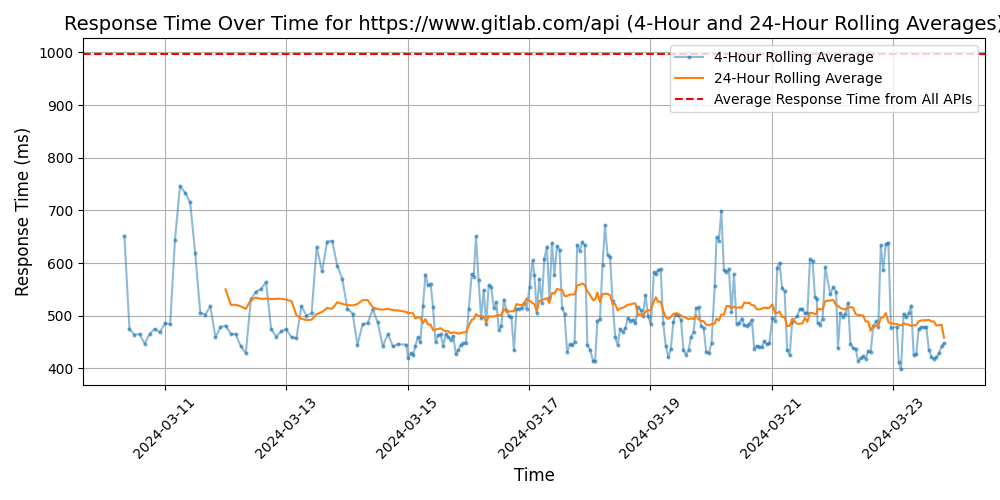 Response Time Over Time for https://www.gitlab.com/api (4-Hour and 24-Hour Rolling Averages)
4-Hour Rolling Average
24-Hour Rolling Average
Average Response Time from All APIs
Response Time (ms)
1000
900
800
700
600
500
400
2024-03-11
2024-03-13
2024-03-15
2024-03-17
2024-03-19
2024-03-21
2024-03-23
Time